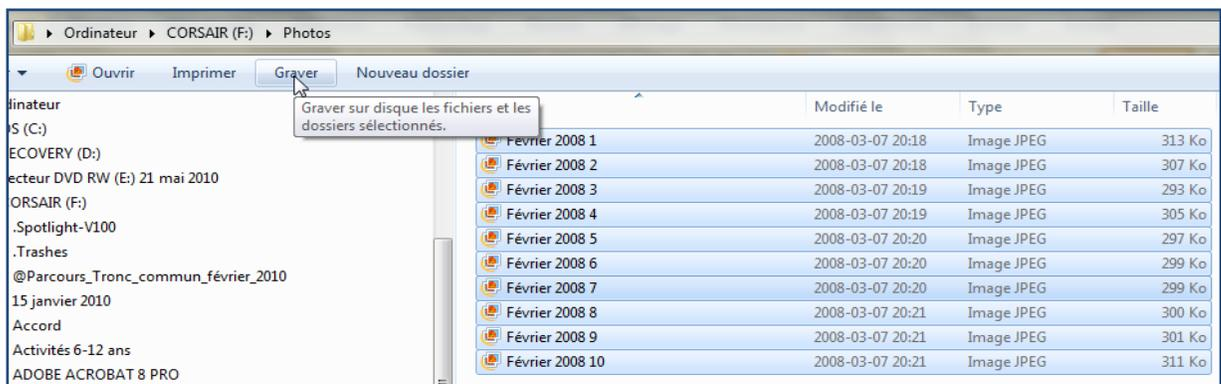 Ordinateur ▸ CORSAIR (F:) ▸ Photos
Ouvrir Imprimer Graver Nouveau dossier
Graver sur disque les fichiers et les
dossiers sélectionnés.
dinateur
OS (C:)
ECOVERY (D:)
ecteur DVD RW (E:) 21 mai 2010
ORSAIR (F:)
.Spotlight-V100
.Trashes
@Parcours_Tronc_commun_février_2010
15 janvier 2010
Accord
Activités 6-12 ans
ADOBE ACROBAT 8 PRO
Modifié le Type Taille
Février 2008 1 2008-03-07 20:18 Image JPEG 313 Ko
Février 2008 2 2008-03-07 20:18 Image JPEG 307 Ko
Février 2008 3 2008-03-07 20:19 Image JPEG 293 Ko
Février 2008 4 2008-03-07 20:19 Image JPEG 305 Ko
Février 2008 5 2008-03-07 20:20 Image JPEG 297 Ko
Février 2008 6 2008-03-07 20:20 Image JPEG 299 Ko
Février 2008 7 2008-03-07 20:20 Image JPEG 299 Ko
Février 2008 8 2008-03-07 20:21 Image JPEG 300 Ko
Février 2008 9 2008-03-07 20:21 Image JPEG 301 Ko
Février 2008 10 2008-03-07 20:21 Image JPEG 311 Ko